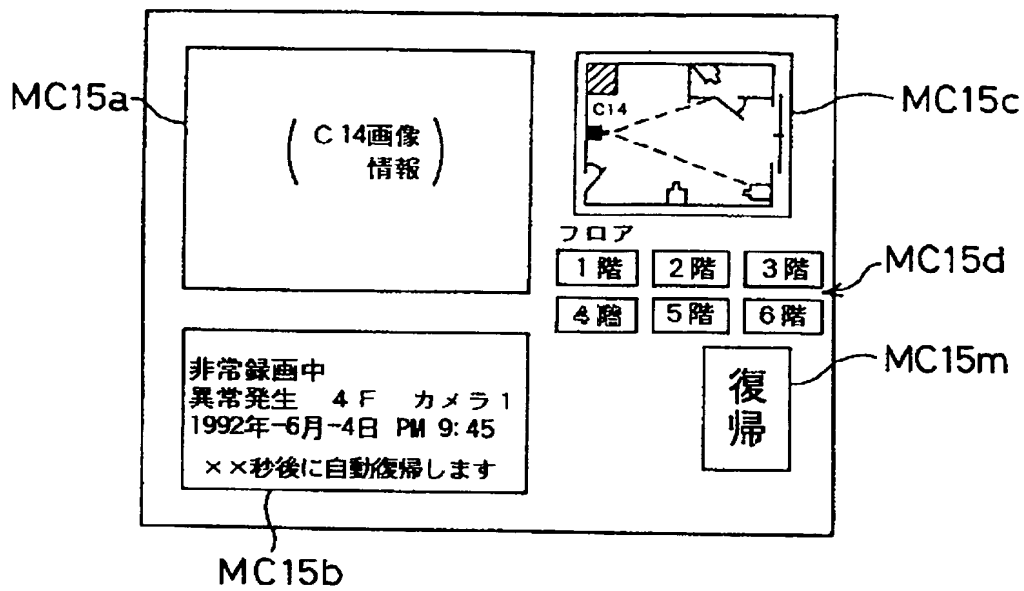 MC15a
C14画像
情報
C14
MC15c
フロア
1階
2階
3階
MC15d
4階
5階
6階
非常録画中
異常発生 4F カメラ1
1992年-6月-4日 PM 9:45
××秒後に自動復帰します
復帰
MC15m
MC15b